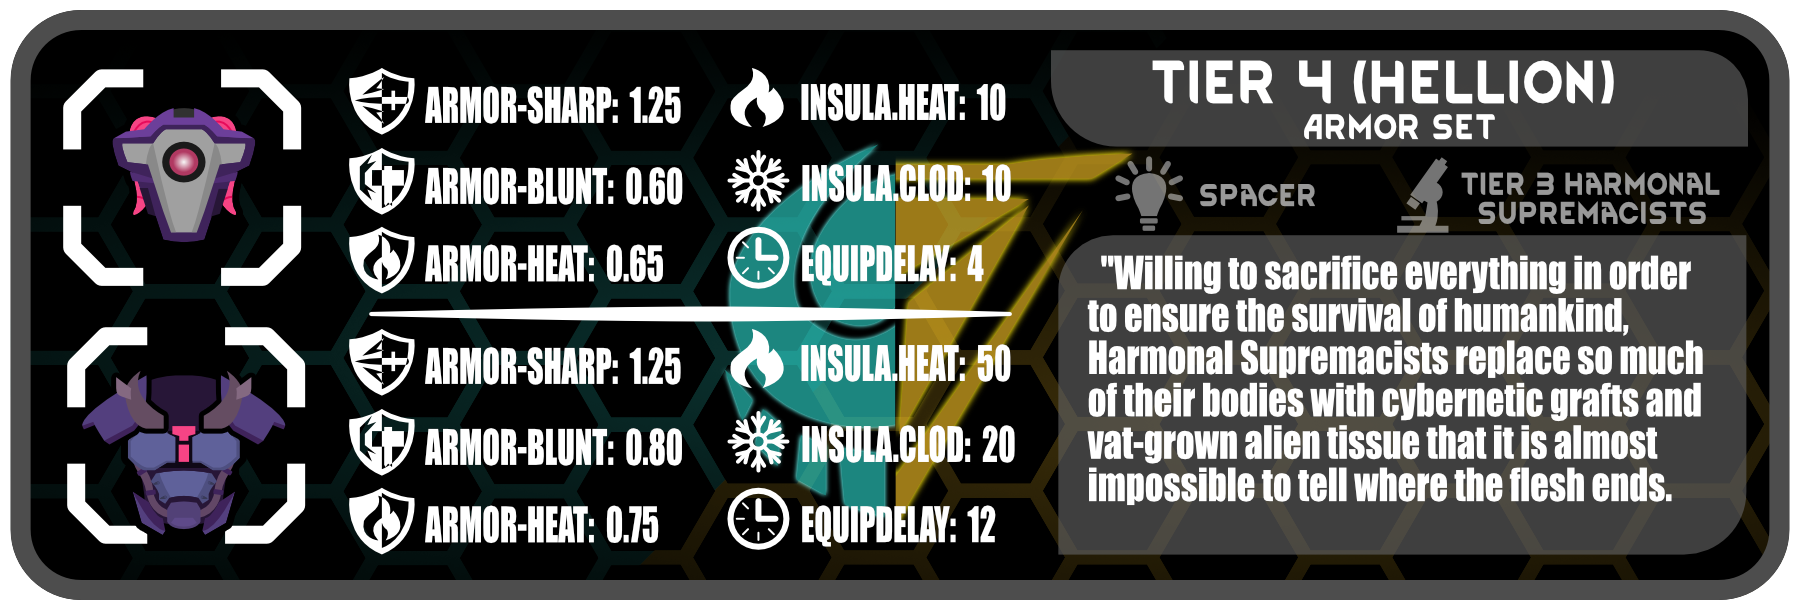 ARMOR-SHARP: 1.25
INSULA.HEAT: 10
ARMOR-BLUNT: 0.60
INSULA.CLOD: 10
ARMOR-HEAT: 0.65
EQUIPDELAY: 4
ARMOR-SHARP: 1.25
INSULA.HEAT: 50
ARMOR-BLUNT: 0.80
INSULA.CLOD: 20
ARMOR-HEAT: 0.75
EQUIPDELAY: 12
TIER 4 (HELLION)
ARMOR SET
SPACER
TIER 3 HARMONAL
SUPREMACISTS
"Willing to sacrifice everything in order
to ensure the survival of humankind,
Harmonal Supremacists replace so much
of their bodies with cybernetic grafts and
vat-grown alien tissue that it is almost
impossible to tell where the flesh ends.